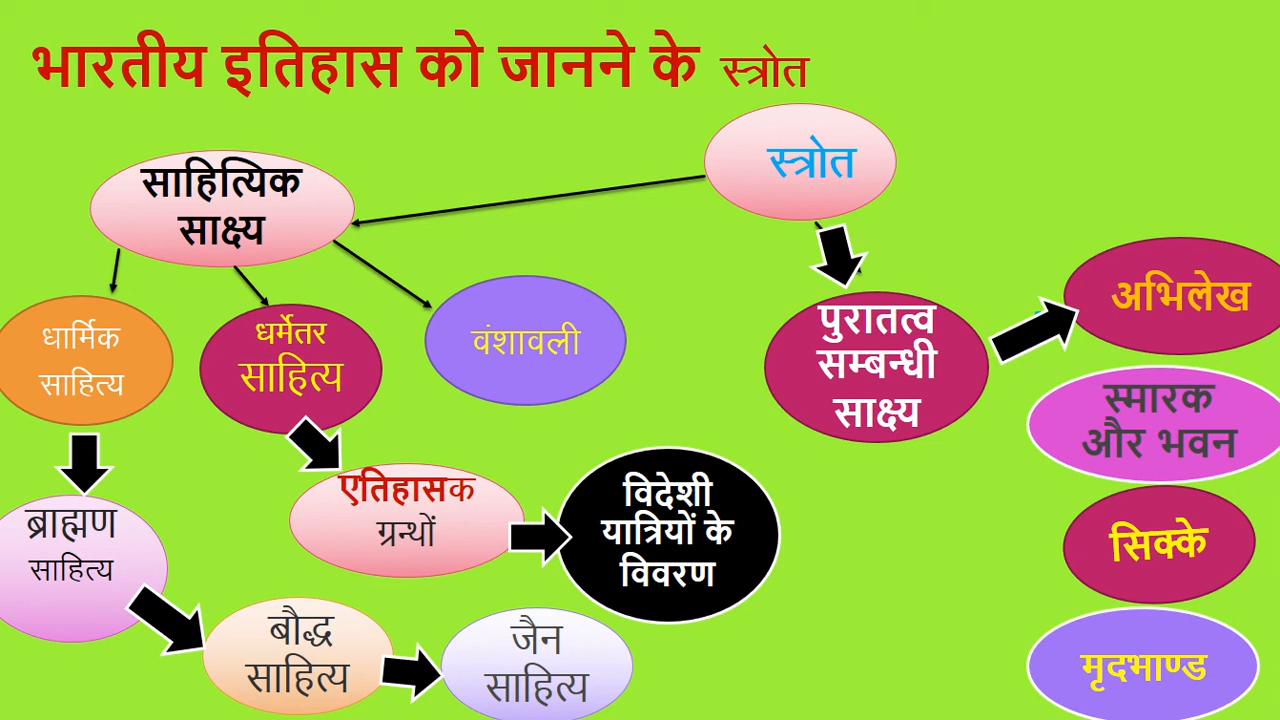 भारतीय इतिहास को जानने के स्त्रोत
स्त्रोत
साहित्यिक
साक्ष्य
धार्मिक
साहित्य
धर्मेतर
साहित्य
वंशावली
ब्राह्मण
साहित्य
एतिहासक
ग्रन्थों
विदेशी
यात्रियों के
विवरण
बौद्ध
साहित्य
जैन
साहित्य
पुरातत्व
सम्बन्धी
साक्ष्य
अभिलेख
स्मारक
और भवन
सिक्के
मृदभाण्ड